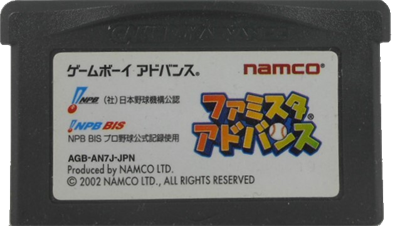 ゲームボーイ アドバンス®
namco®
NPB (社)日本野球機構公認
NPB BIS
NPB BIS プロ野球公式記録使用
ファミスタ
アドバンス
AGB-AN7J-JPN
Produced by NAMCO LTD.
© 2002 NAMCO LTD., ALL RIGHTS RESERVED